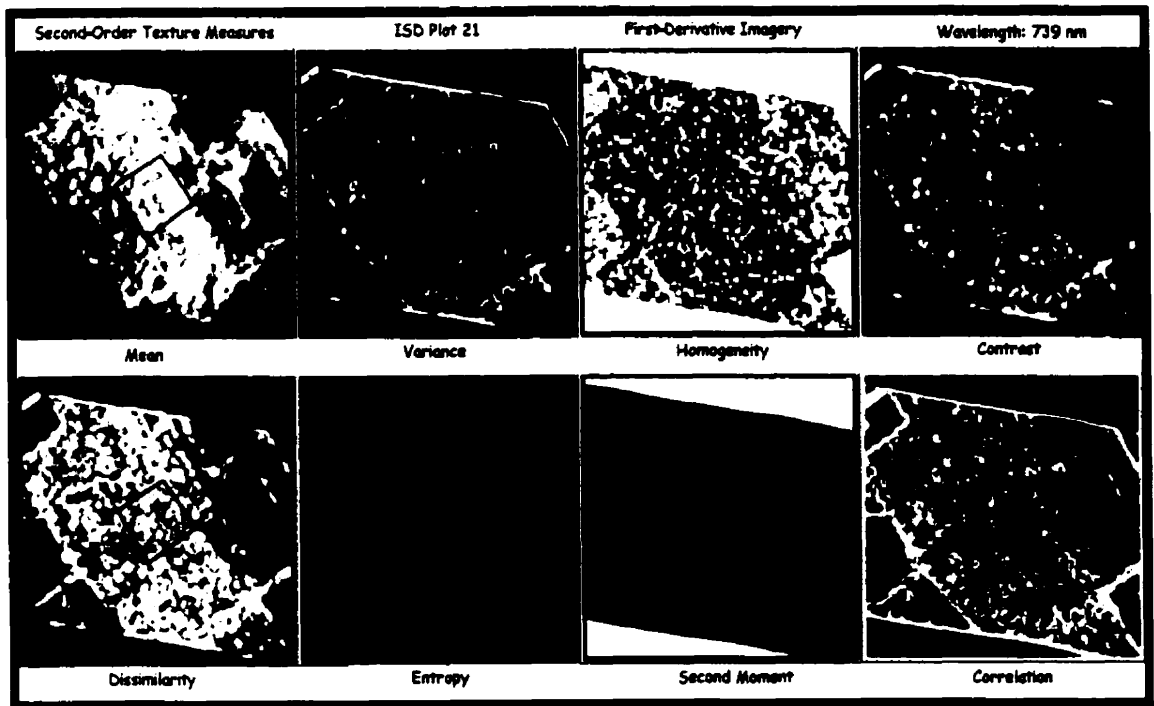 Second-Order Texture Measures ISD Plot 21 First-Derivative Imagery Wavelength: 739 nm
Mean Variance Homogeneity Contrast
Dissimilarity Entropy Second Moment Correlation